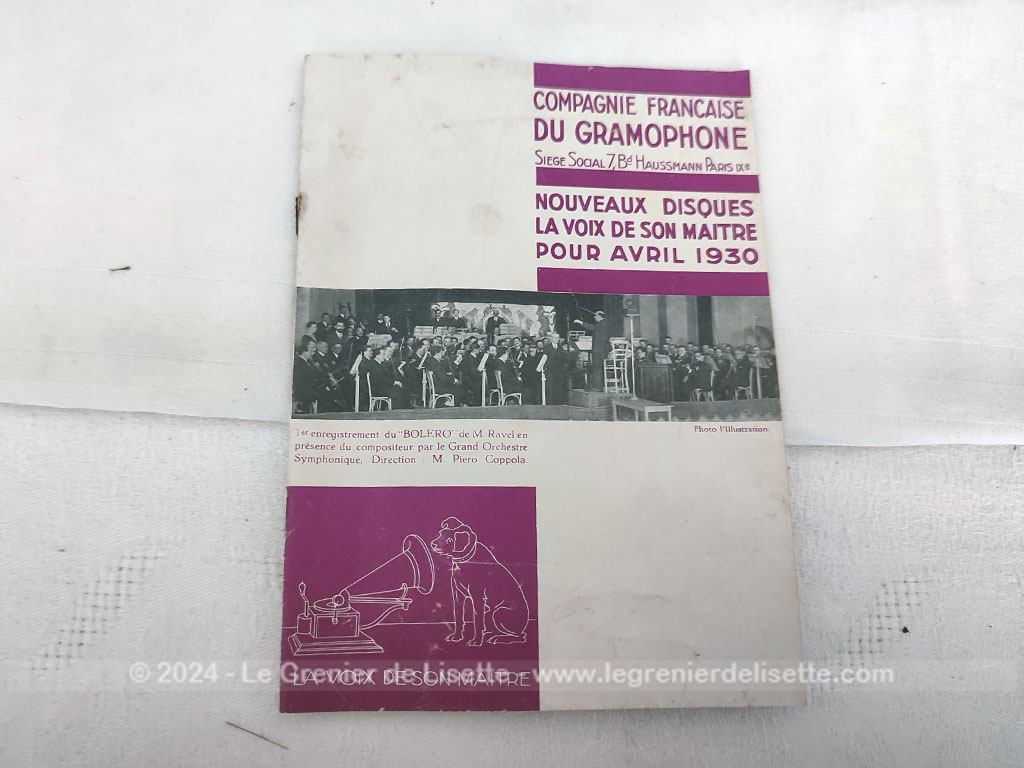 COMPAGNIE FRANCAISE
DU GRAMOPHONE
SIEGE SOCIAL 7, Bd HAUSSMANN PARIS IXe
NOUVEAUX DISQUES
LA VOIX DE SON MAITRE
POUR AVRIL 1930
1er enregistrement du "BOLERO" de M. Ravel en
présence du compositeur par le Grand Orchestre
Symphonique, Direction : M. Piero Coppola.
Photo l'Illustration
LA VOIX DE SON MAITRE
© 2024 - Le Grenier de Lisette - www.legrenierdelisette.com